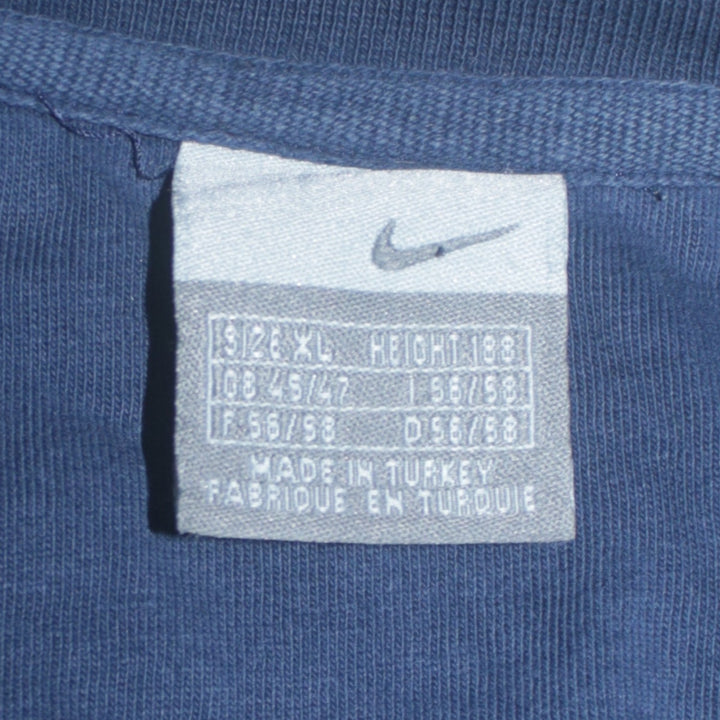 SIZE XL HEIGHT 188
GB 45/47 I 56/58
F 56/58 D 56/58
MADE IN TURKEY
FABRIQUE EN TURQUIE